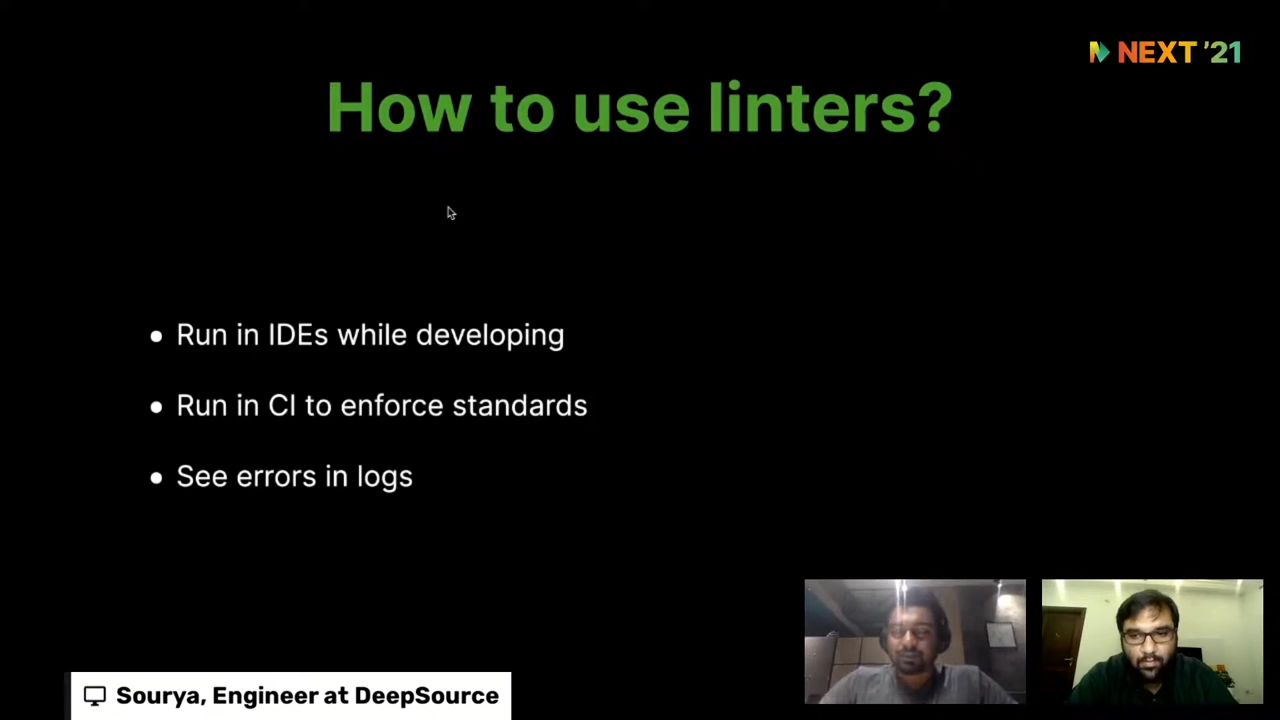 NEXT '21
How to use linters?
• Run in IDEs while developing
• Run in CI to enforce standards
• See errors in logs
Sourya, Engineer at DeepSource